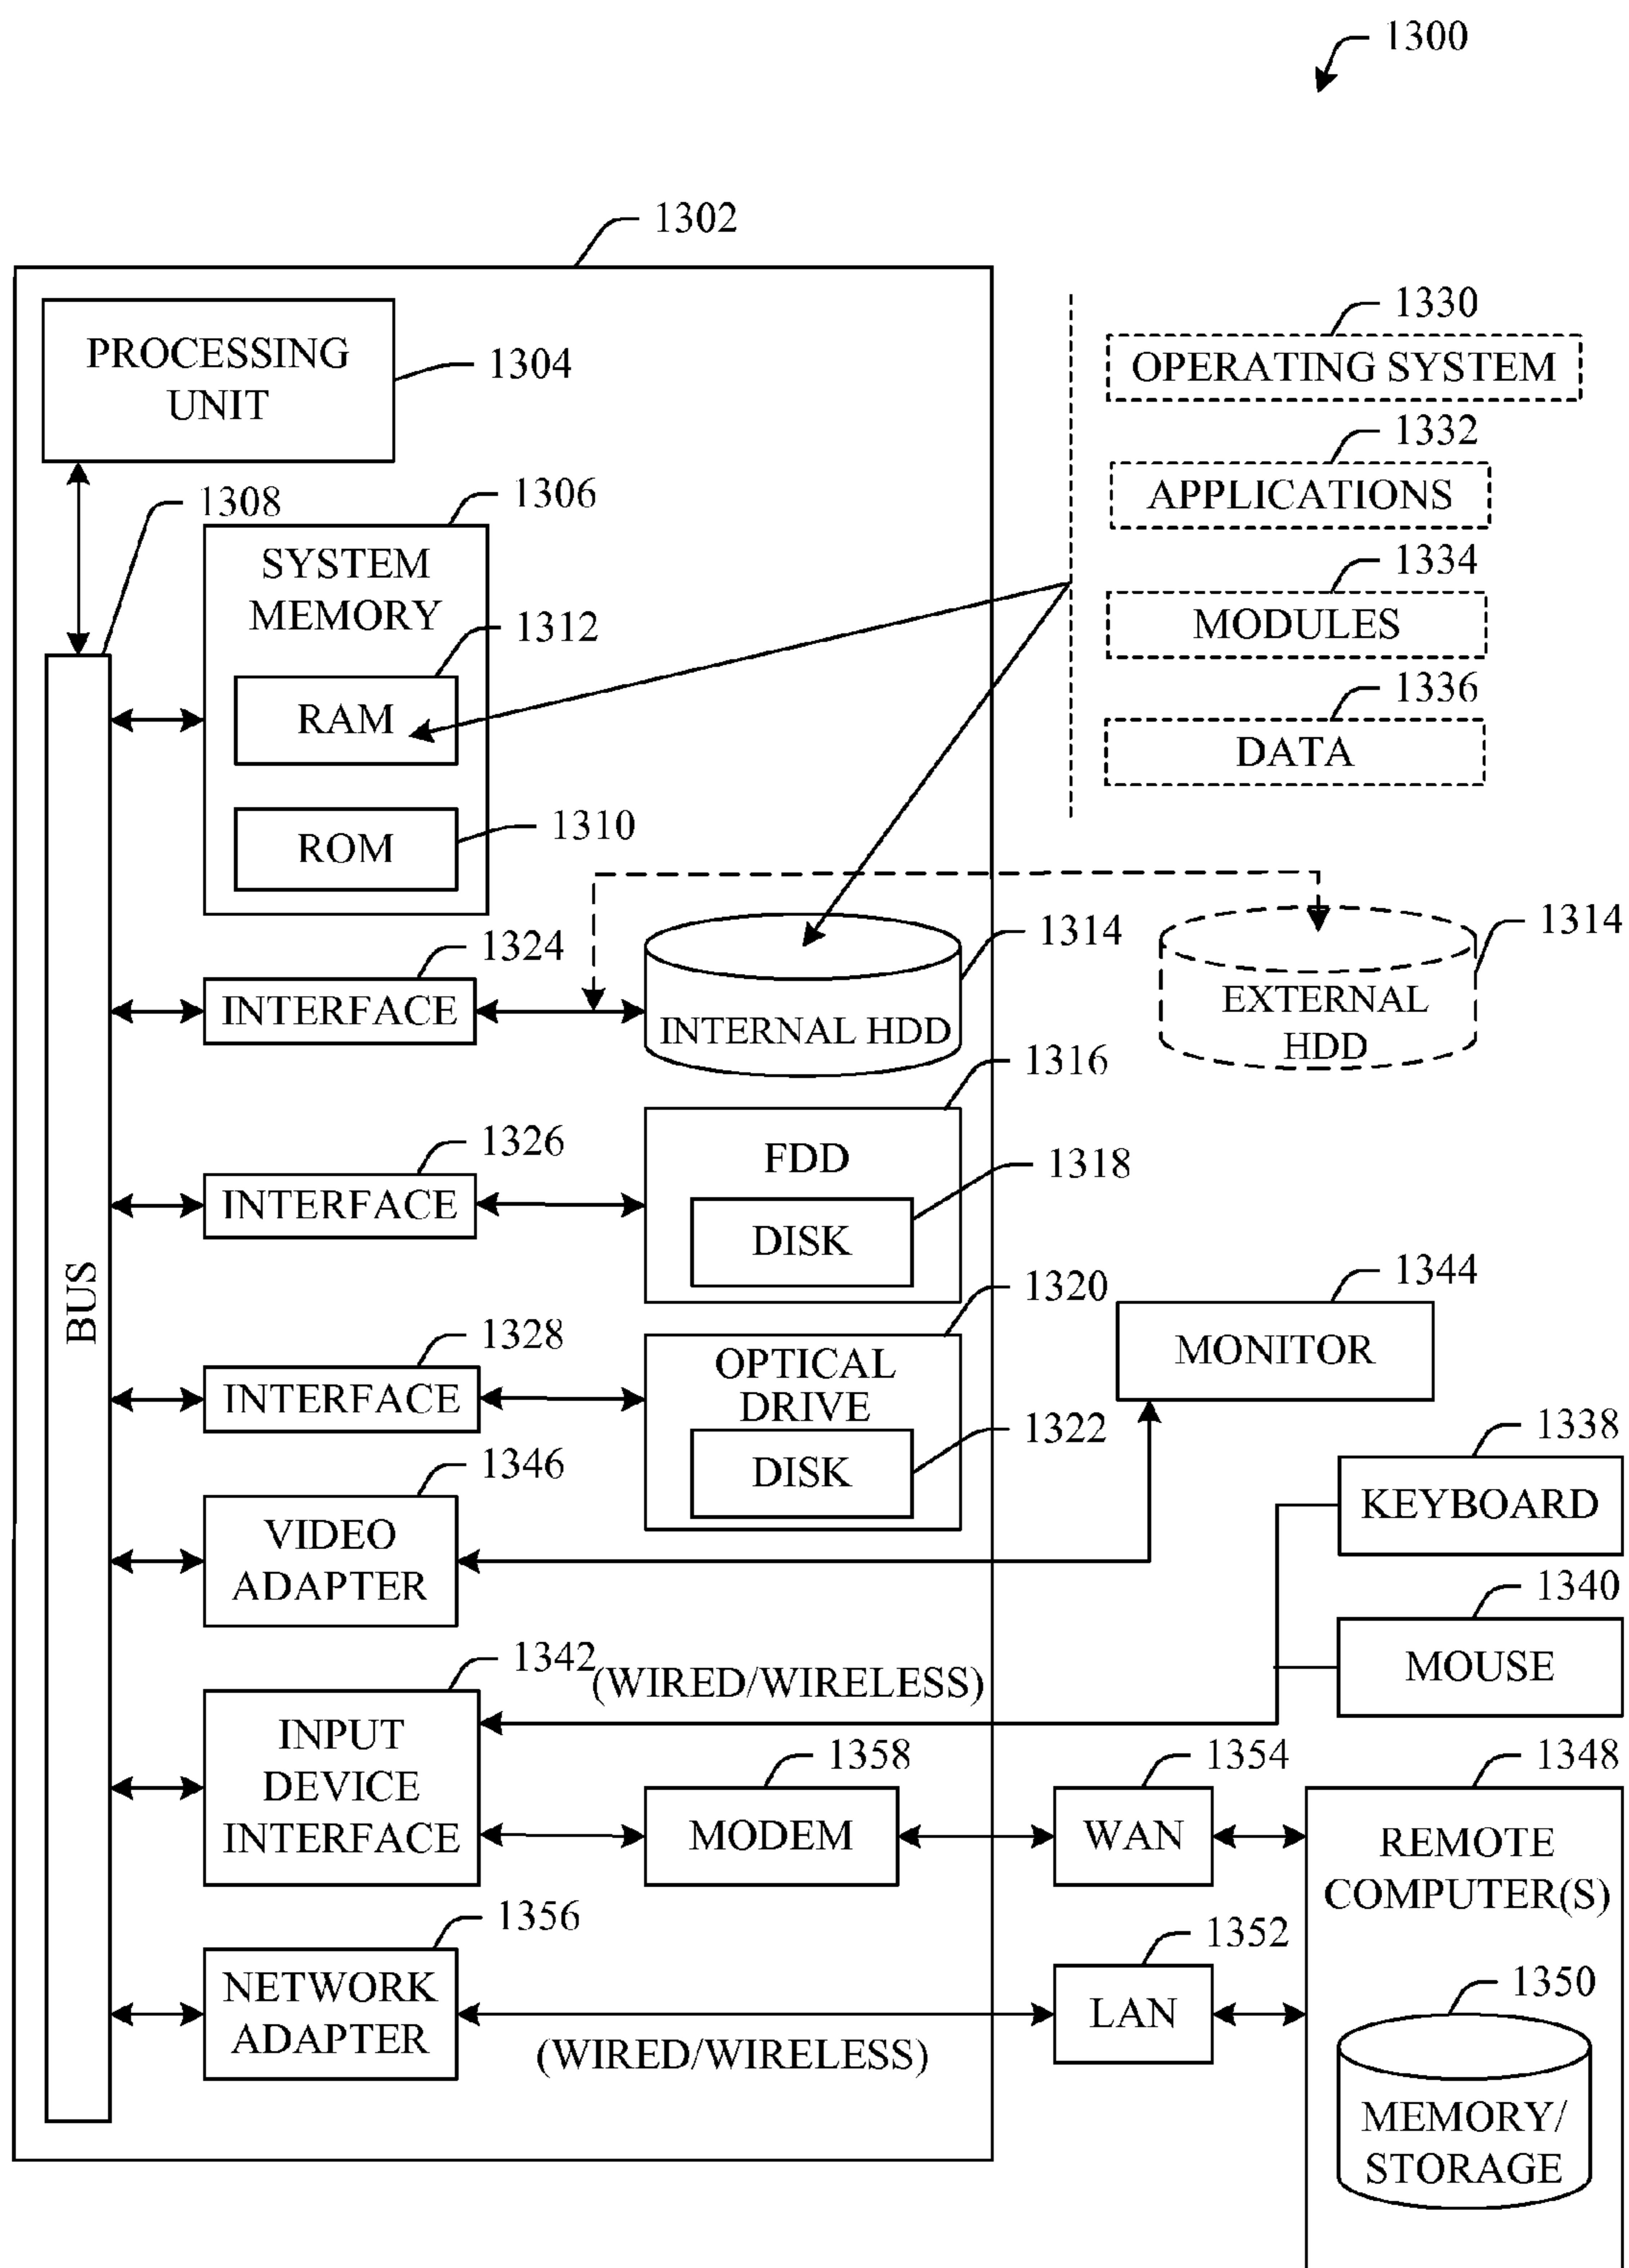 1300
1302
PROCESSING
UNIT
1304
1330
OPERATING SYSTEM
1332
APPLICATIONS
1334
MODULES
1336
DATA
1308
1306
SYSTEM
MEMORY
1312
RAM
1310
ROM
BUS
1324
INTERFACE
1314
INTERNAL HDD
1314
EXTERNAL
HDD
1326
INTERFACE
1316
FDD
1318
DISK
1328
INTERFACE
1320
OPTICAL
DRIVE
1322
DISK
1344
MONITOR
1346
VIDEO
ADAPTER
1338
KEYBOARD
1340
MOUSE
1342
(WIRED/WIRELESS)
INPUT
DEVICE
INTERFACE
1358
MODEM
1354
WAN
1348
REMOTE
COMPUTER(S)
1356
NETWORK
ADAPTER
(WIRED/WIRELESS)
1352
LAN
1350
MEMORY/
STORAGE